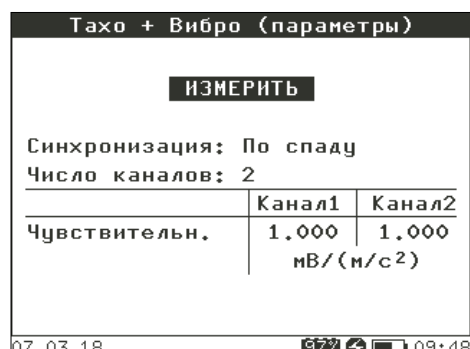 Тахо + Вибро (параметры)
ИЗМЕРИТЬ
Синхронизация: По спаду
Число каналов: 2
Канал1 Канал2
Чувствительн. 1.000 1.000
мВ/(м/с²)
07.03.18 97% 09:48